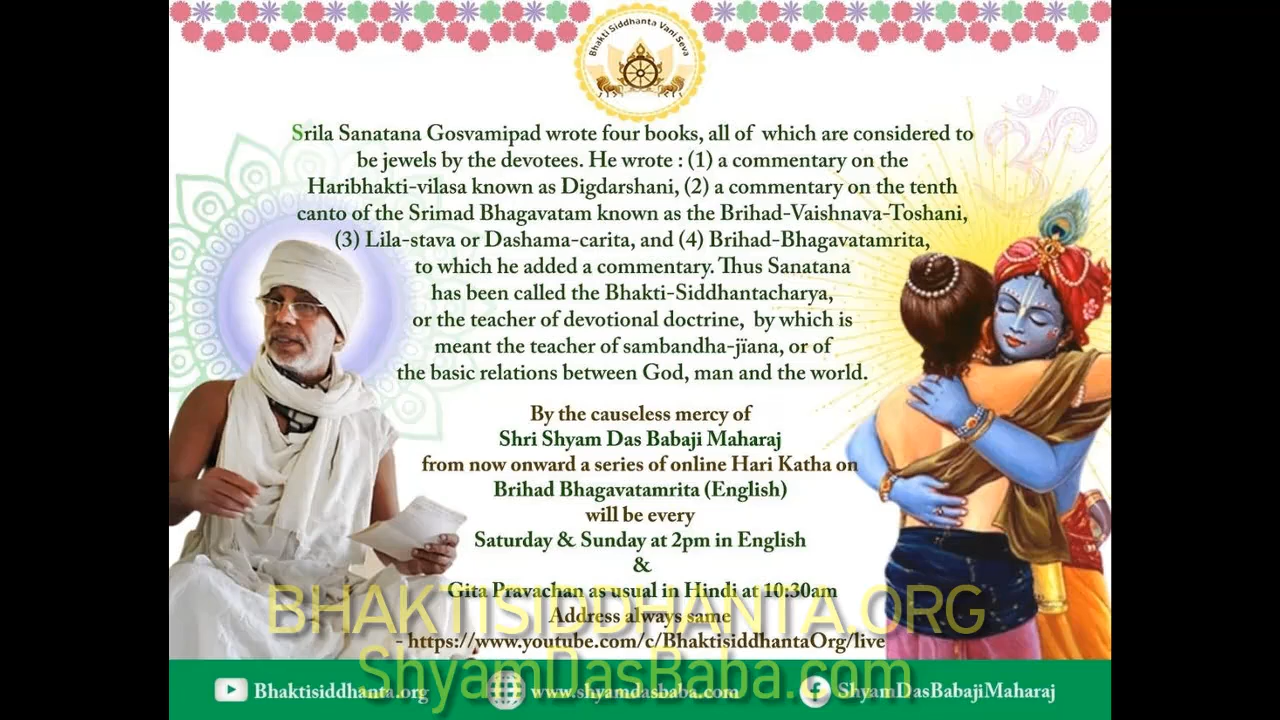 Bhakti Siddhanta Vani Seva
Srila Sanatana Gosvamipad wrote four books, all of which are considered to
be jewels by the devotees. He wrote : (1) a commentary on the
Haribhakti-vilasa known as Digdarshani, (2) a commentary on the tenth
canto of the Srimad Bhagavatam known as the Brihad-Vaishnava-Toshani,
(3) Lila-stava or Dashama-carita, and (4) Brihad-Bhagavatamrita,
to which he added a commentary. Thus Sanatana
has been called the Bhakti-Siddhantacharya,
or the teacher of devotional doctrine, by which is
meant the teacher of sambandha-jïana, or of
the basic relations between God, man and the world.
By the causeless mercy of
Shri Shyam Das Babaji Maharaj
from now onward a series of online Hari Katha on
Brihad Bhagavatamrita (English)
will be every
Saturday & Sunday at 2pm in English
&
Gita Pravachan as usual in Hindi at 10:30am
BHAKTISIDDHANTA.ORG
Address always same
- https://www.youtube.com/c/BhaktisiddhantaOrg/live
ShyamDasBaba.com
Bhaktisiddhanta.org
www.shyamdasbaba.com
ShyamDasBabajiMaharaj
ॐ